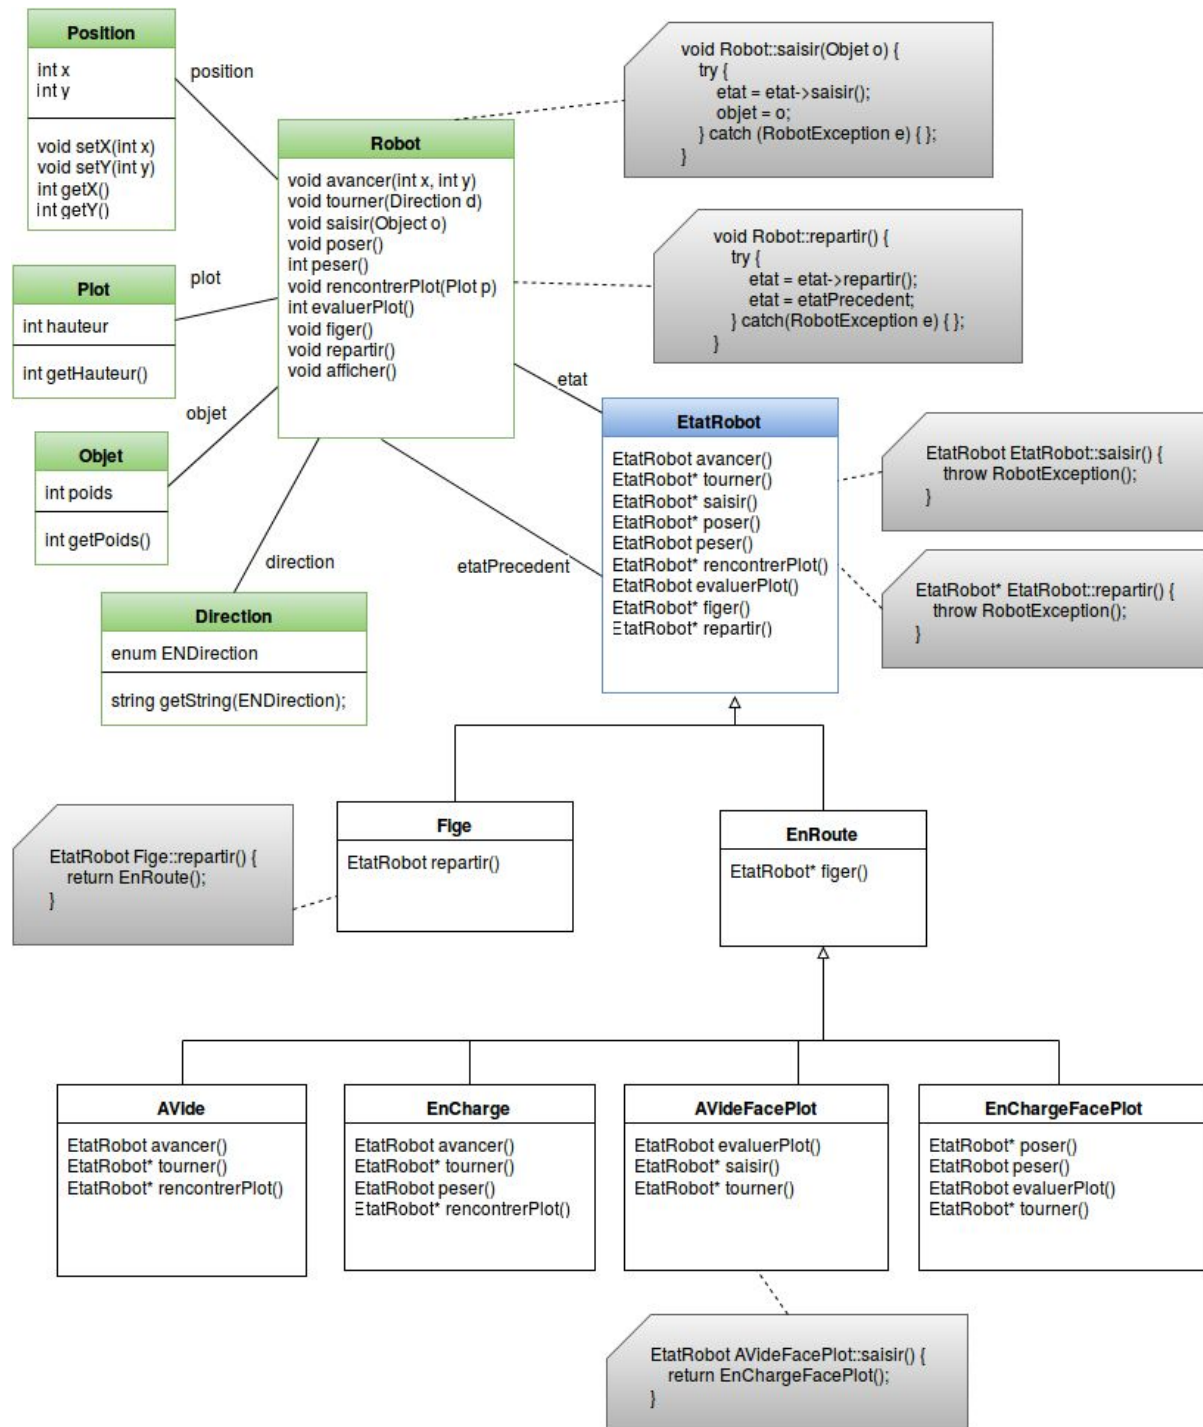 Position
int x
int y
void setX(int x)
void setY(int y)
int getX()
int getY()
position
Robot
void avancer(int x, int y)
void tourner(Direction d)
void saisir(Object o)
void poser()
int peser()
void rencontrerPlot(Plot p)
int evaluerPlot()
void figer()
void repartir()
void afficher()
void Robot::saisir(Objet o) {
try {
etat = etat->saisir();
objet = o;
} catch (RobotException e) { };
}
void Robot::repartir() {
try {
etat = etat->repartir();
etat = etatPrecedent;
} catch(RobotException e) { };
}
Plot
int hauteur
int getHauteur()
plot
Objet
int poids
int getPoids()
objet
Direction
enum ENDirection
string getString(ENDirection);
direction
etat
etatPrecedent
EtatRobot
EtatRobot avancer()
EtatRobot* tourner()
EtatRobot* saisir()
EtatRobot* poser()
EtatRobot peser()
EtatRobot* rencontrerPlot()
EtatRobot evaluerPlot()
EtatRobot* figer()
EtatRobot* repartir()
EtatRobot EtatRobot::saisir() {
throw RobotException();
}
EtatRobot* EtatRobot::repartir() {
throw RobotException();
}
EtatRobot Fige::repartir() {
return EnRoute();
}
Fige
EtatRobot repartir()
EnRoute
EtatRobot* figer()
AVide
EtatRobot avancer()
EtatRobot* tourner()
EtatRobot* rencontrerPlot()
EnCharge
EtatRobot avancer()
EtatRobot* tourner()
EtatRobot peser()
EtatRobot* rencontrerPlot()
AVideFacePlot
EtatRobot evaluerPlot()
EtatRobot* saisir()
EtatRobot* tourner()
EnChargeFacePlot
EtatRobot* poser()
EtatRobot peser()
EtatRobot evaluerPlot()
EtatRobot* tourner()
EtatRobot AVideFacePlot::saisir() {
return EnChargeFacePlot();
}